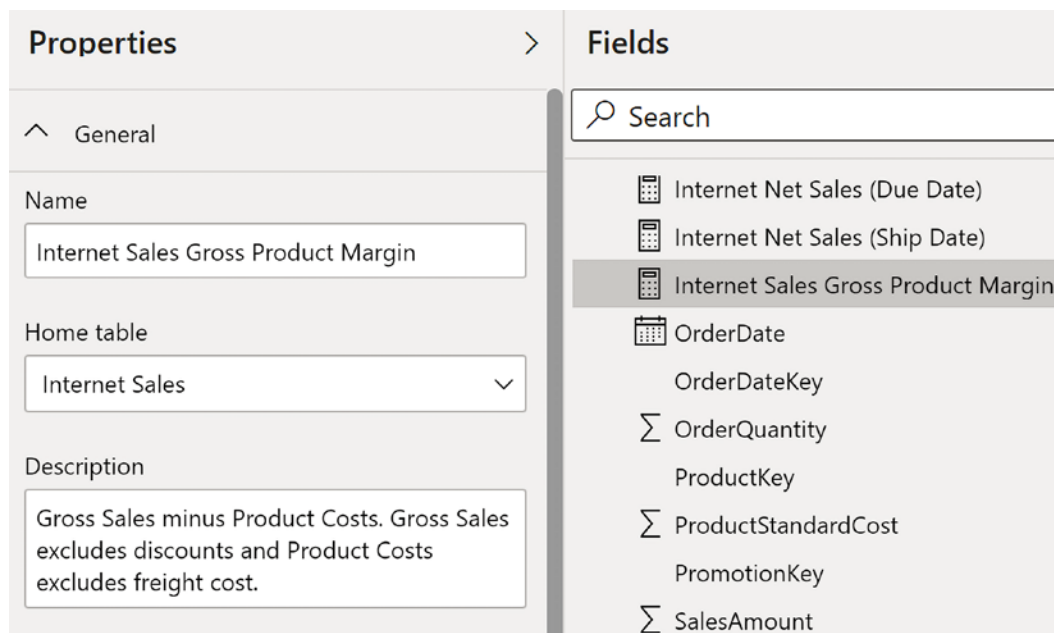 Properties
General
Name
Internet Sales Gross Product Margin
Home table
Internet Sales
Description
Gross Sales minus Product Costs. Gross Sales
excludes discounts and Product Costs
excludes freight cost.
Fields
Search
Internet Net Sales (Due Date)
Internet Net Sales (Ship Date)
Internet Sales Gross Product Margin
OrderDate
OrderDateKey
∑ OrderQuantity
ProductKey
∑ ProductStandardCost
PromotionKey
∑ SalesAmount